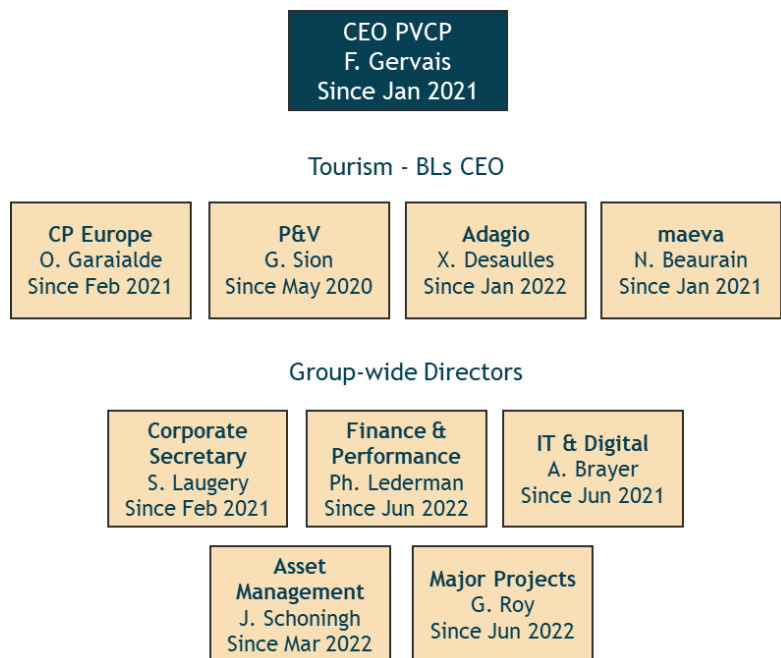 CEO PVCP
F. Gervais
Since Jan 2021
Tourism - BLs CEO
CP Europe
O. Garaialde
Since Feb 2021
P&V
G. Sion
Since May 2020
Adagio
X. Desaulles
Since Jan 2022
maeva
N. Beaurain
Since Jan 2021
Group-wide Directors
Corporate
Secretary
S. Laugery
Since Feb 2021
Finance &
Performance
Ph. Lederman
Since Jun 2022
IT & Digital
A. Brayer
Since Jun 2021
Asset
Management
J. Schoningh
Since Mar 2022
Major Projects
G. Roy
Since Jun 2022